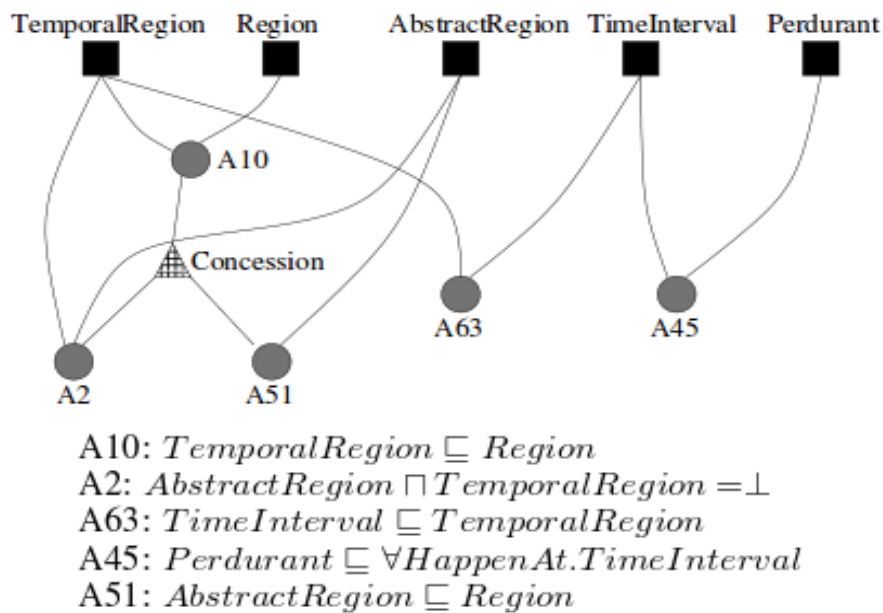 TemporalRegion Region AbstractRegion TimeInterval Perdurant
A10
Concession
A63 A45
A2 A51
A10: TemporalRegion ⊑ Region
A2: AbstractRegion ⊓ TemporalRegion =⊥
A63: TimeInterval ⊑ TemporalRegion
A45: Perdurant ⊑ ∀HappenAt.TimeInterval
A51: AbstractRegion ⊑ Region